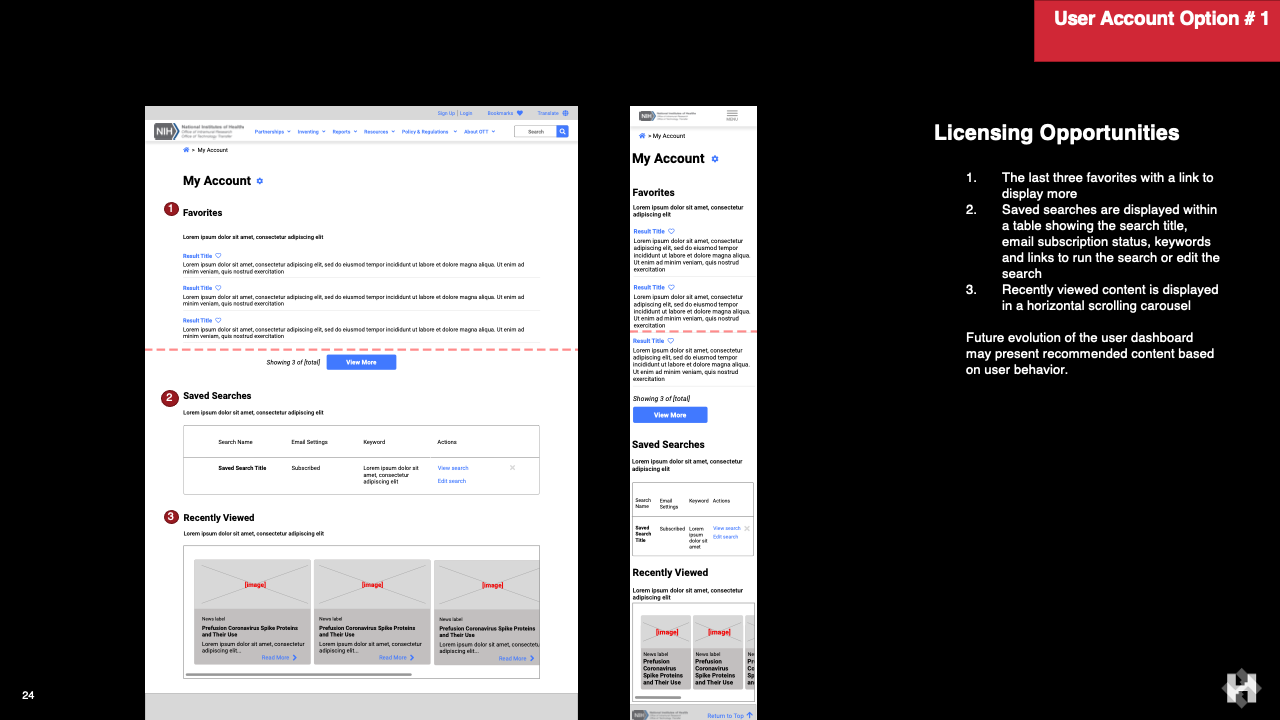 User Account Option # 1
Sign Up | Login
Bookmarks
Translate
NIH
National Institutes of Health
Office of Intramural Research
Office of Technology Transfer
Partnerships
Inventing
Reports
Resources
Policy & Regulations
About OTT
Search
> My Account
My Account
1
Favorites
Lorem ipsum dolor sit amet, consectetur adipiscing elit
Result Title
Lorem ipsum dolor sit amet, consectetur adipiscing elit, sed do eiusmod tempor incididunt ut labore et dolore magna aliqua. Ut enim ad
minim veniam, quis nostrud exercitation
Result Title
Lorem ipsum dolor sit amet, consectetur adipiscing elit, sed do eiusmod tempor incididunt ut labore et dolore magna aliqua. Ut enim ad
minim veniam, quis nostrud exercitation
Result Title
Lorem ipsum dolor sit amet, consectetur adipiscing elit, sed do eiusmod tempor incididunt ut labore et dolore magna aliqua. Ut enim ad
minim veniam, quis nostrud exercitation
Showing 3 of [total]
View More
2
Saved Searches
Lorem ipsum dolor sit amet, consectetur adipiscing elit
Search Name
Email Settings
Keyword
Actions
Saved Search Title
Subscribed
Lorem ipsum dolor sit
amet, consectetur
adipiscing elit
View search
Edit search
3
Recently Viewed
Lorem ipsum dolor sit amet, consectetur adipiscing elit
[image]
News label
Prefusion Coronavirus Spike Proteins
and Their Use
Lorem ipsum dolor sit amet, consectetur
adipiscing elit...
Read More
[image]
News label
Prefusion Coronavirus Spike Proteins
and Their Use
Lorem ipsum dolor sit amet, consectetur
adipiscing elit...
Read More
[image]
News label
Prefusion Coronavirus Spike Proteins
and Their Use
Lorem ipsum dolor sit amet, consectetu
adipiscing elit...
Read More
NIH
National Institutes of Health
Office of Intramural Research
Office of Technology Transfer
MENU
> My Account
My Account
Favorites
Lorem ipsum dolor sit amet, consectetur
adipiscing elit
Result Title
Lorem ipsum dolor sit amet, consectetur
adipiscing elit, sed do eiusmod tempor
incididunt ut labore et dolore magna aliqua.
Ut enim ad minim veniam, quis nostrud
exercitation
Result Title
Lorem ipsum dolor sit amet, consectetur
adipiscing elit, sed do eiusmod tempor
incididunt ut labore et dolore magna aliqua.
Ut enim ad minim veniam, quis nostrud
exercitation
Result Title
Lorem ipsum dolor sit amet, consectetur
adipiscing elit, sed do eiusmod tempor
incididunt ut labore et dolore magna aliqua.
Ut enim ad minim veniam, quis nostrud
exercitation
Showing 3 of [total]
View More
Saved Searches
Lorem ipsum dolor sit amet, consectetur
adipiscing elit
Search
Name
Email
Settings
Keyword
Actions
Saved
Search
Title
Subscribed
Lorem
ipsum
dolor sit
amet
View search
Edit search
Recently Viewed
Lorem ipsum dolor sit amet, consectetur
adipiscing elit
[image]
News label
Prefusion
Coronavirus
Spike Proteins
and Their Use
[image]
News label
Prefusion
Coronavirus
Spike Proteins
and Their Use
NIH
Return to Top
Licensing Opportunities
1. The last three favorites with a link to
display more
2. Saved searches are displayed within
a table showing the search title,
email subscription status, keywords
and links to run the search or edit the
search
3. Recently viewed content is displayed
in a horizontal scrolling carousel
Future enhancements may include
24